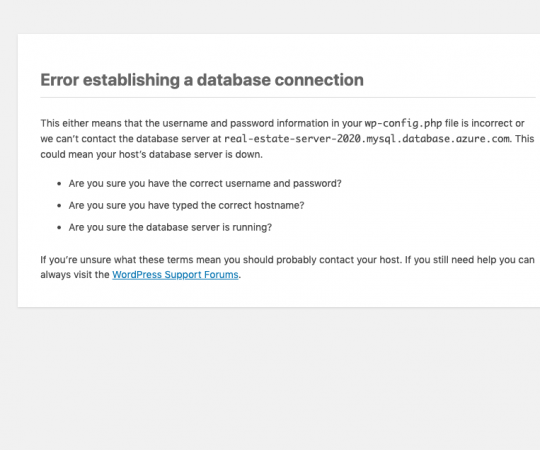 Error establishing a database connection
This either means that the username and password information in your wp-config.php file is incorrect or
we can’t contact the database server at real-estate-server-2020.mysql.database.azure.com. This
could mean your host’s database server is down.
• Are you sure you have the correct username and password?
• Are you sure you have typed the correct hostname?
• Are you sure the database server is running?
If you’re unsure what these terms mean you should probably contact your host. If you still need help you can
always visit the WordPress Support Forums.